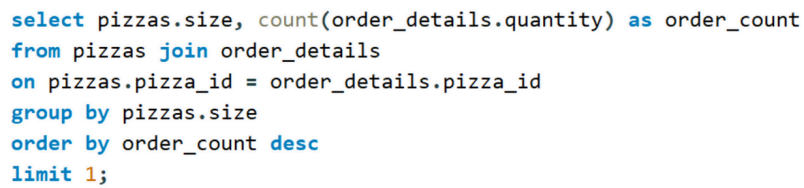 select pizzas.size, count(order_details.quantity) as order_count
from pizzas join order_details
on pizzas.pizza_id = order_details.pizza_id
group by pizzas.size
order by order_count desc
limit 1;